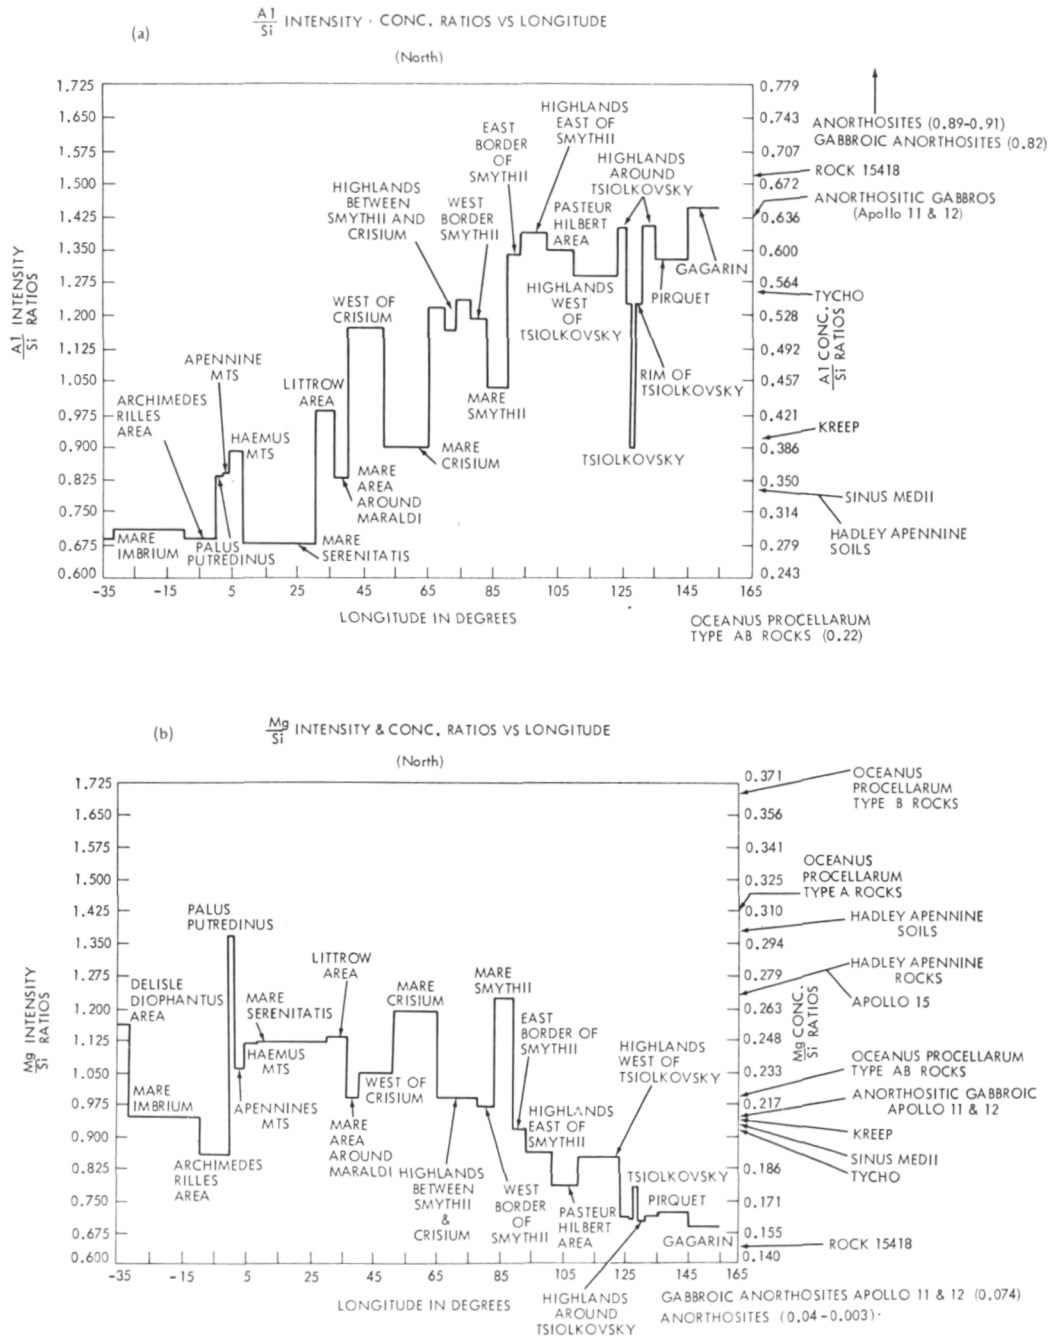 (a)
Al
Si INTENSITY · CONC. RATIOS VS LONGITUDE
(North)
1.725
1.650
1.575
1.500
1.425
1.350
1.275
1.200
1.125
1.050
0.975
0.900
0.825
0.750
0.675
0.600
Al INTENSITY
Si RATIOS
ARCHIMEDES
RILLES
AREA
APENNINE
MTS
HAEMUS
MTS
LITTROW
AREA
WEST OF
CRISIUM
HIGHLANDS
BETWEEN
SMYTHII AND
CRISIUM
WEST
BORDER
SMYTHII
EAST
BORDER
OF
SMYTHII
HIGHLANDS
EAST OF
SMYTHII
PASTEUR
HILBERT
AREA
HIGHLANDS
AROUND
TSIOLKOVSKY
HIGHLANDS
WEST
OF
TSIOLKOVSKY
GAGARIN
PIRQUET
RIM OF
TSIOLKOVSKY
TSIOLKOVSKY
MARE
SMYTHII
MARE
CRISIUM
MARE
AREA
AROUND
MARALDI
MARE
SERENITATIS
PALUS
PUTREDINUS
MARE
IMBRIUM
0.779
0.743
0.707
0.672
0.636
0.600
0.564
0.528
0.492
0.457
0.421
0.386
0.350
0.314
0.279
0.243
Al CONC.
Si RATIOS
ANORTHOSITES (0.89-0.91)
GABBROIC ANORTHOSITES (0.82)
ROCK 15418
ANORTHOSITIC GABBROS
(Apollo 11 & 12)
TYCHO
KREEP
SINUS MEDII
HADLEY APENNINE
SOILS
-35 -15 5 25 45 65 85 105 125 145 165
LONGITUDE IN DEGREES
OCEANUS PROCELLARUM
TYPE AB ROCKS (0.22)
(b)
Mg
Si INTENSITY & CONC. RATIOS VS LONGITUDE
(North)
1.725
1.650
1.575
1.500
1.425
1.350
1.275
1.200
1.125
1.050
0.975
0.900
0.825
0.750
0.675
0.600
Mg INTENSITY
Si RATIOS
DELISLE
DIOPHANTUS
AREA
MARE
IMBRIUM
PALUS
PUTREDINUS
ARCHIMEDES
RILLES
AREA
MARE
SERENITATIS
HAEMUS
MTS
APENNINES
MTS
LITTROW
AREA
MARE
AREA
AROUND
MARALDI
WEST OF
CRISIUM
MARE
CRISIUM
HIGHLANDS
BETWEEN
SMYTHII
&
CRISIUM
MARE
SMYTHII
WEST
BORDER
OF
SMYTHII
EAST
BORDER OF
SMYTHII
HIGHLANDS
EAST OF
SMYTHII
PASTEUR
HILBERT
AREA
HIGHLANDS
WEST OF
TSIOLKOVSKY
TSIOLKOVSKY
PIRQUET
GAGARIN
HIGHLANDS
AROUND
TSIOLKOVSKY
0.371
0.356
0.341
0.325
0.310
0.294
0.279
0.263
0.248
0.233
0.217
0.186
0.171
0.155
0.140
Mg CONC.
Si RATIOS
OCEANUS
PROCELLARUM
TYPE B ROCKS
OCEANUS
PROCELLARUM
TYPE A ROCKS
HADLEY APENNINE
SOILS
HADLEY APENNINE
ROCKS
APOLLO 15
OCEANUS PROCELLARUM
TYPE AB ROCKS
ANORTHOSITIC GABBROIC
APOLLO 11 & 12
KREEP
SINUS MEDII
TYCHO
ROCK 15418
-35 -15 5 25 45 65 85 105 125 145 165
LONGITUDE IN DEGREES
GABBROIC ANORTHOSITES APOLLO 11 & 12 (0.074)
ANORTHOSITES (0.04-0.003)